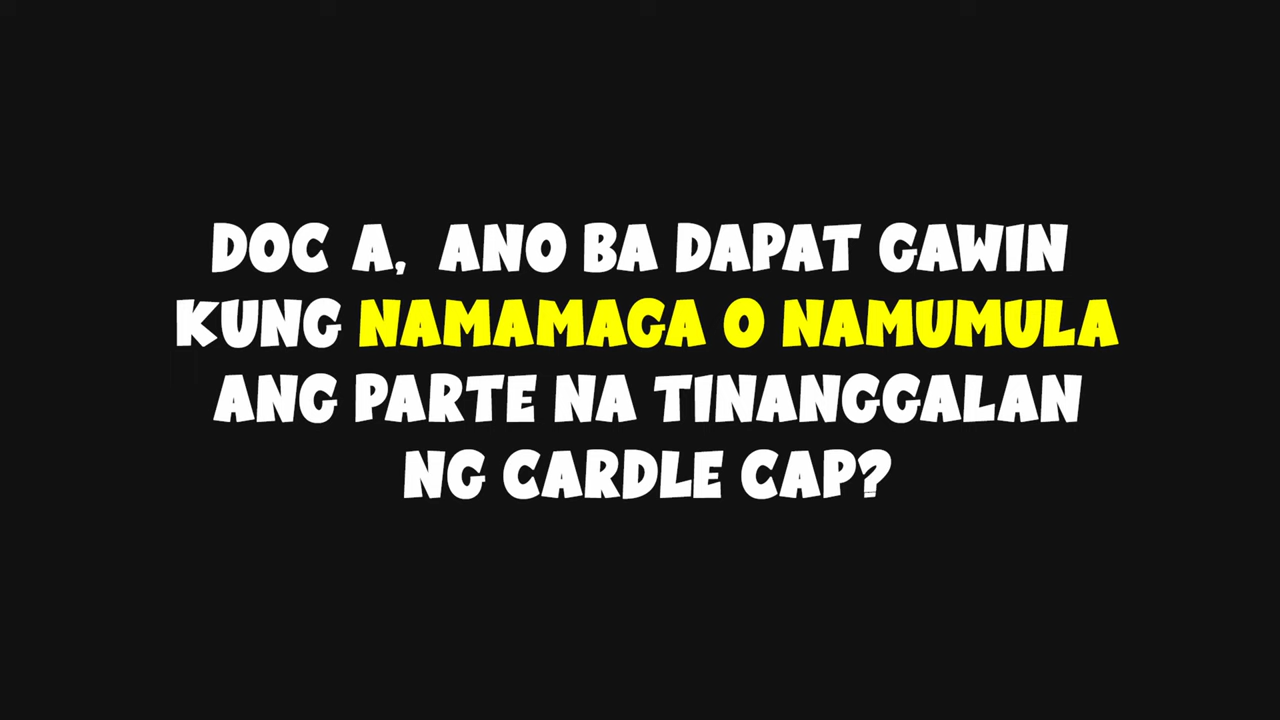 DOC A, ANO BA DAPAT GAWIN
KUNG NAMAMAGA O NAMUMULA
ANG PARTE NA TINANGGALAN
NG CARDLE CAP?